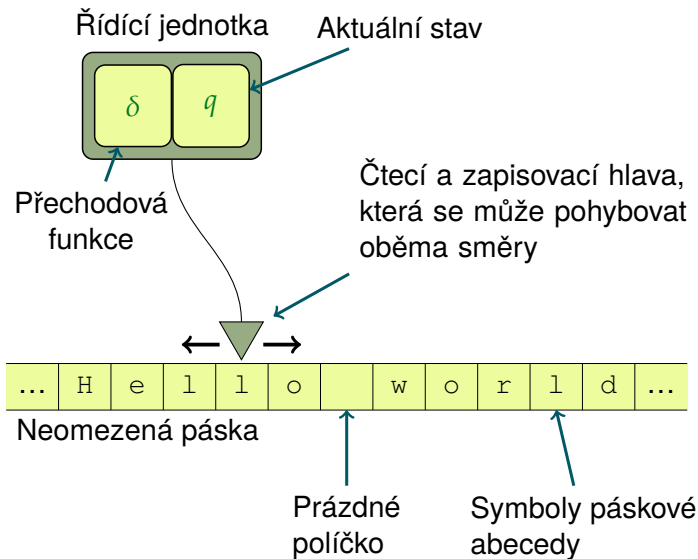 Řídící jednotka
Aktuální stav
δ q
Přechodová
funkce
Čtecí a zapisovací hlava,
která se může pohybovat
oběma směry
... H e l l o w o r l d ...
Neomezená páska
Prázdné
políčko
Symboly páskové
abecedy